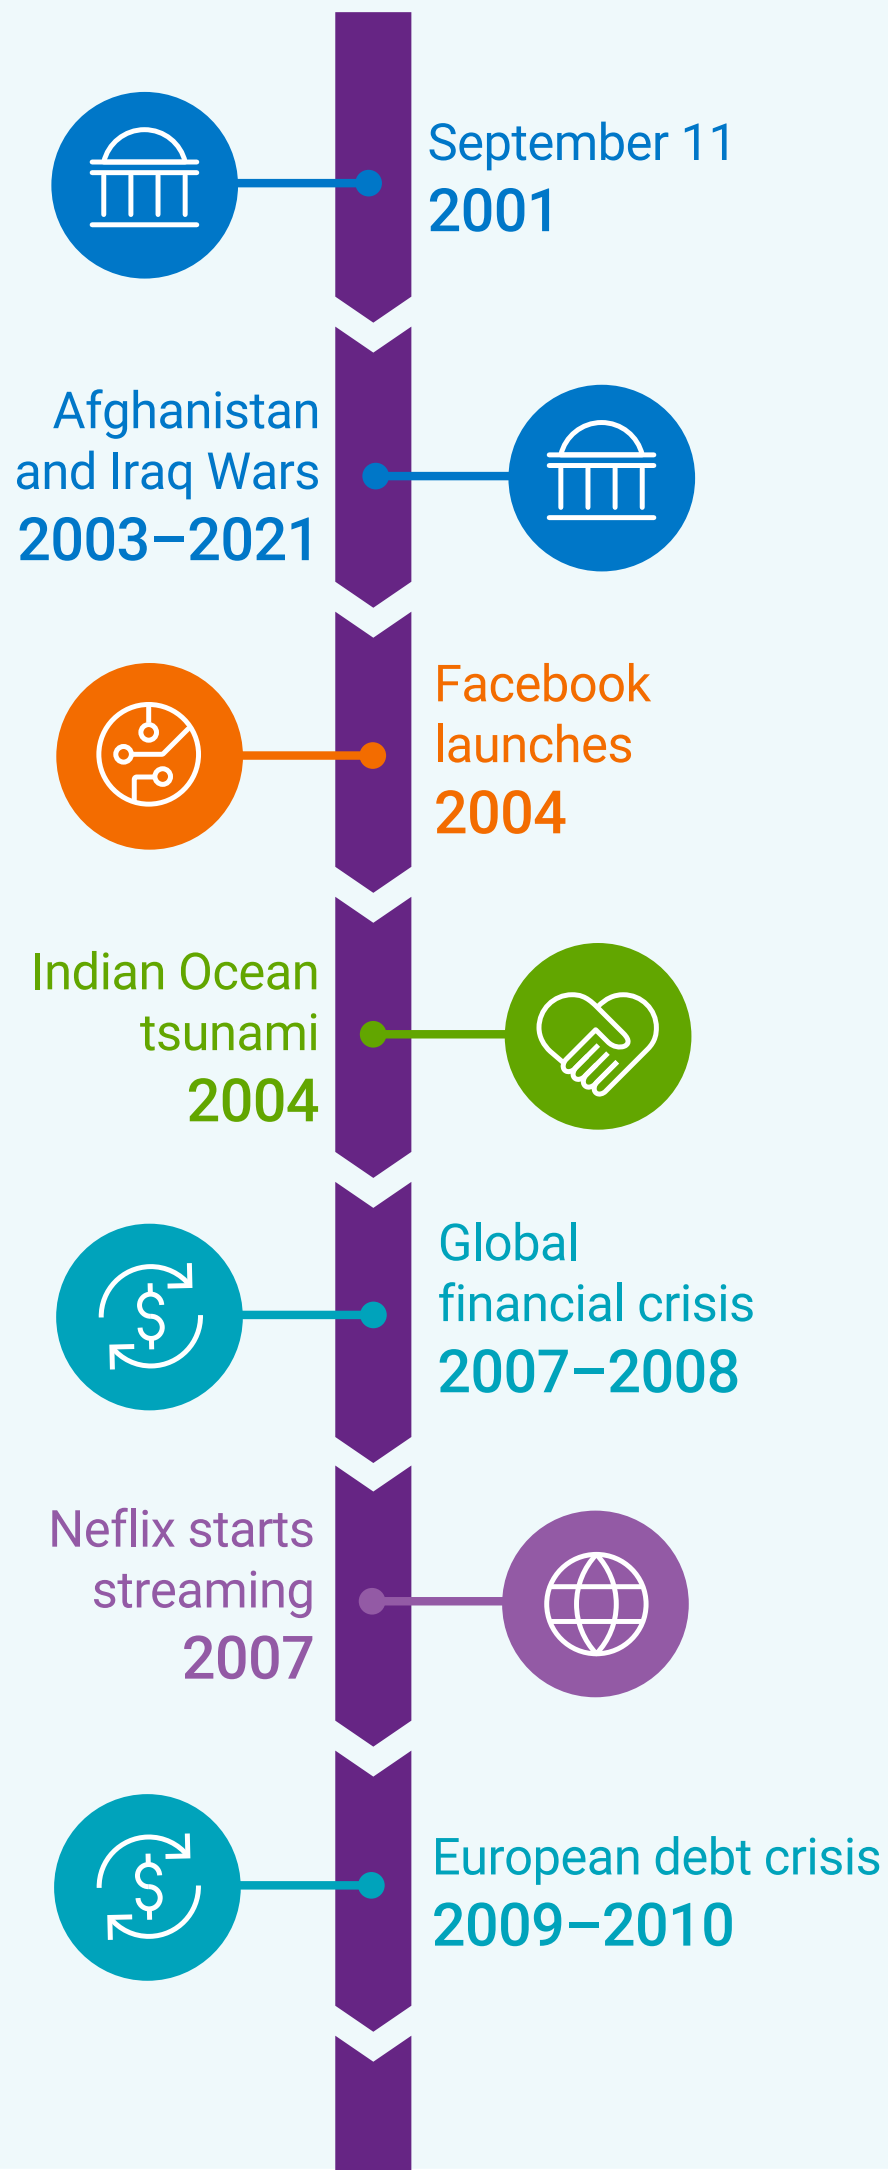 September 11
2001
Afghanistan
and Iraq Wars
2003–2021
Facebook
launches
2004
Indian Ocean
tsunami
2004
Global
financial crisis
2007–2008
Neflix starts
streaming
2007
European debt crisis
2009–2010